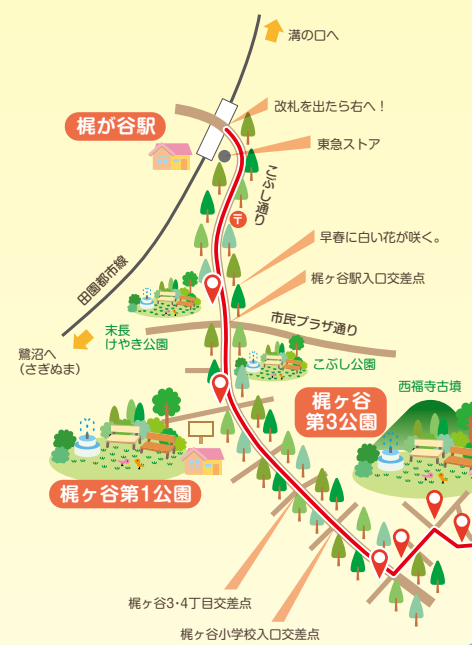 溝の口へ
改札を出たら右へ！
梶が谷駅
東急ストア
こぶし通り
〒
早春に白い花が咲く。
田園都市線
梶ヶ谷駅入口交差点
市民プラザ通り
末長
けやき公園
鷺沼へ
（さぎぬま）
こぶし公園
西福寺古墳
梶ヶ谷
第3公園
梶ヶ谷第1公園
梶ヶ谷3・4丁目交差点
梶ヶ谷小学校入口交差点